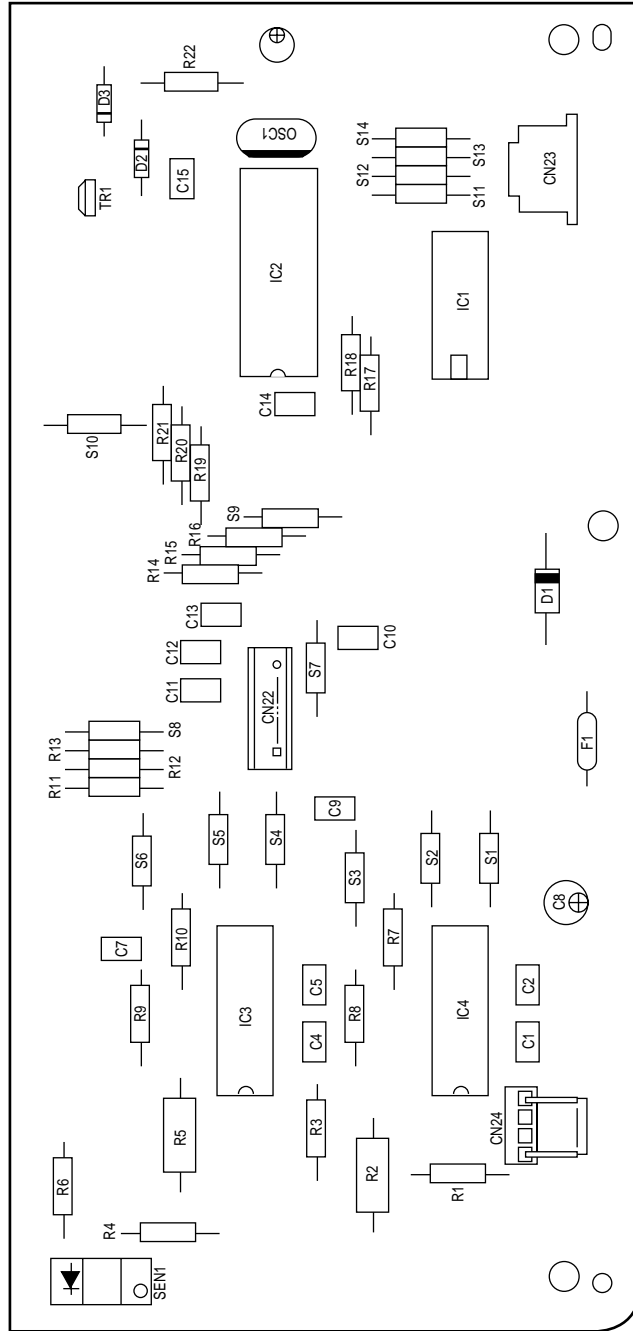 R22
D3
OSC1
S14
S13
D2
C15
S12
CN23
TR1
S11
IC2
IC1
R18
R17
C14
S10
R21
R20
R19
S9
R16
R15
R14
D1
C13
C12
C10
C11
S7
CN22
S8
R13
F1
R12
R11
C9
S5
S4
S6
S3
S2
S1
C8
R10
R7
C7
C5
C2
R9
IC3
R8
IC4
C4
C1
R5
R3
CN24
R2
R6
R1
R4
SEN1